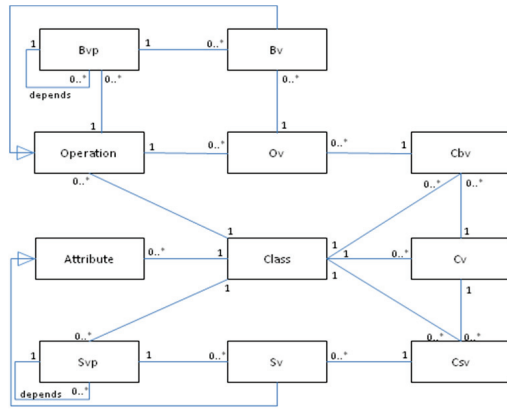 1 Bvp 1 0..* Bv
0..* 0..* 0..*
depends
1 1
Operation 1 0..* Ov 0..* 1 Cbv
0..* 0..* 0..*
1 1 1
Attribute 0..* 1 Class 1 0..* Cv
1 1 1
0..* 0..* 0..*
1 Svp 1 0..* Sv 0..* 1 Csv
depends 0..*